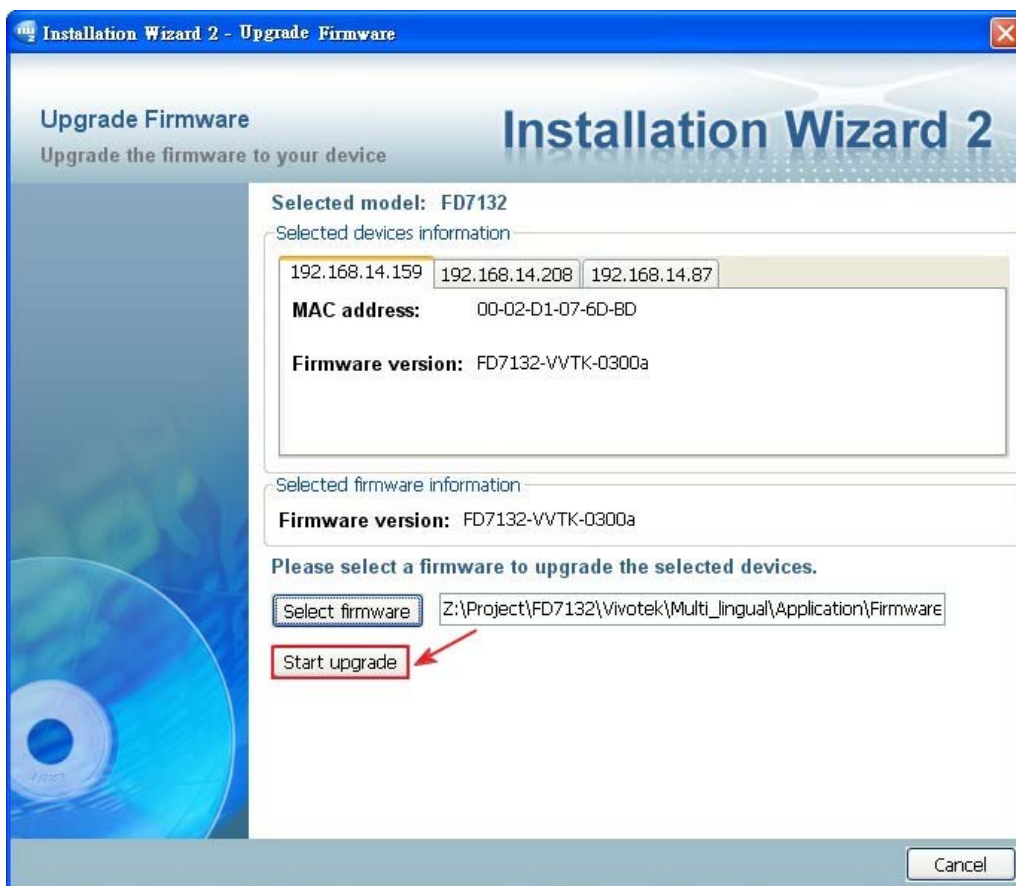 Installation Wizard 2 - Upgrade Firmware
Upgrade Firmware
Upgrade the firmware to your device
Installation Wizard 2
Selected model: FD7132
Selected devices information
192.168.14.159 192.168.14.208 192.168.14.87
MAC address: 00-02-D1-07-6D-BD
Firmware version: FD7132-VVTK-0300a
Selected firmware information
Firmware version: FD7132-VVTK-0300a
Please select a firmware to upgrade the selected devices.
Select firmware Z:\Project\FD7132\Vivotek\Multi_lingual\Application\Firmware
Start upgrade
Cancel